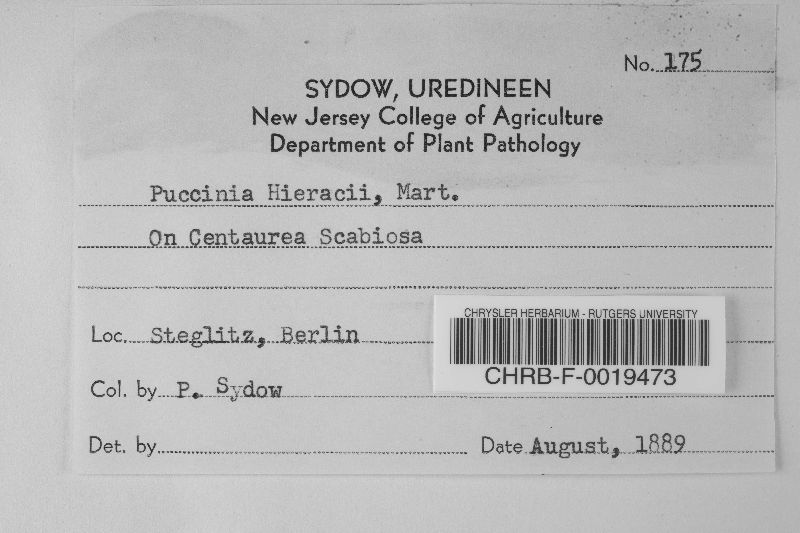 No. 175
SYDOW, UREDINEEN
New Jersey College of Agriculture
Department of Plant Pathology
Puccinia Hieracii, Mart.
On Centaurea Scabiosa
Loc. Steglitz, Berlin
CHRYSLER HERBARIUM - RUTGERS UNIVERSITY
CHRB-F-0019473
Col. by P. Sydow
Det. by
Date August, 1889